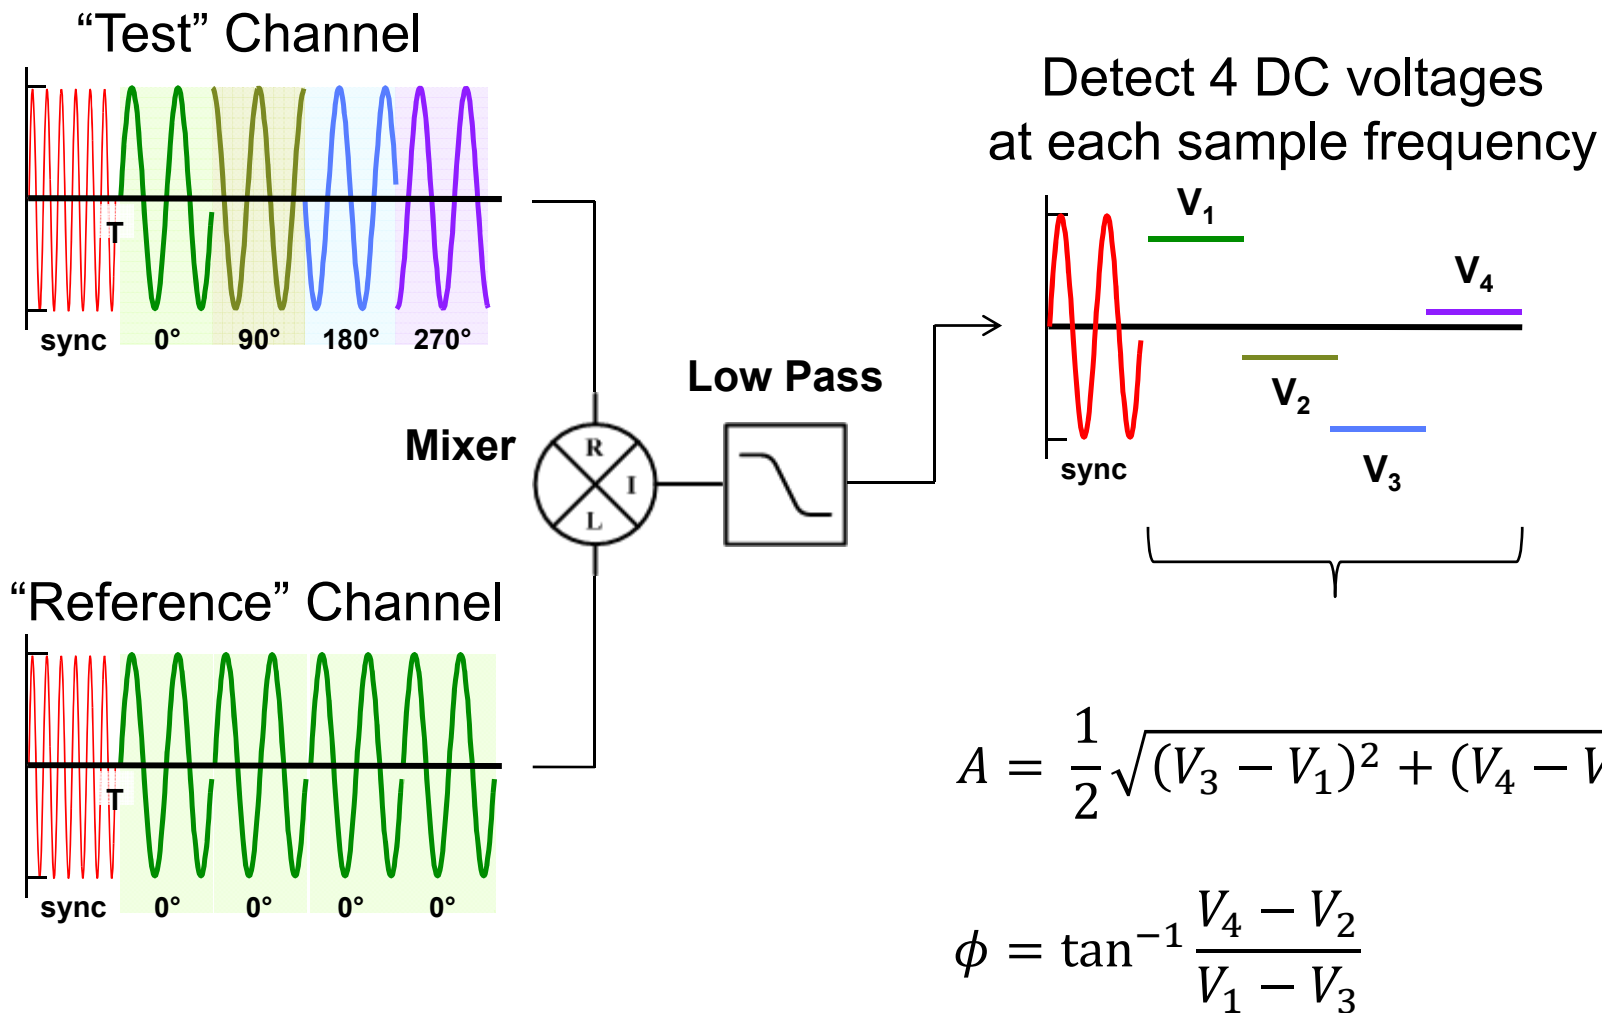 “Test” Channel
T
sync 0° 90° 180° 270°
Detect 4 DC voltages
at each sample frequency
V₁
V₄
V₂
V₃
sync
Low Pass
Mixer
R
I
L
“Reference” Channel
T
sync 0° 0° 0° 0°
A = 1/2 √(V₃ − V₁)² + (V₄ − V
ϕ = tan⁻¹ V₄ − V₂ / V₁ − V₃